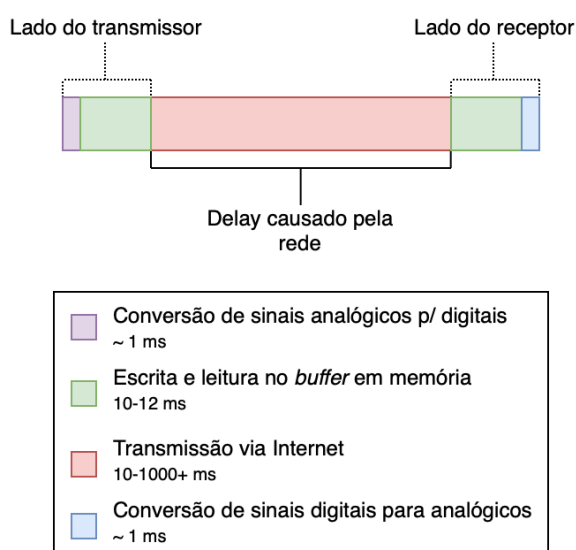 Lado do transmissor
Lado do receptor
Delay causado pela
rede
Conversão de sinais analógicos p/ digitais
~ 1 ms
Escrita e leitura no buffer em memória
10-12 ms
Transmissão via Internet
10-1000+ ms
Conversão de sinais digitais para analógicos
~ 1 ms